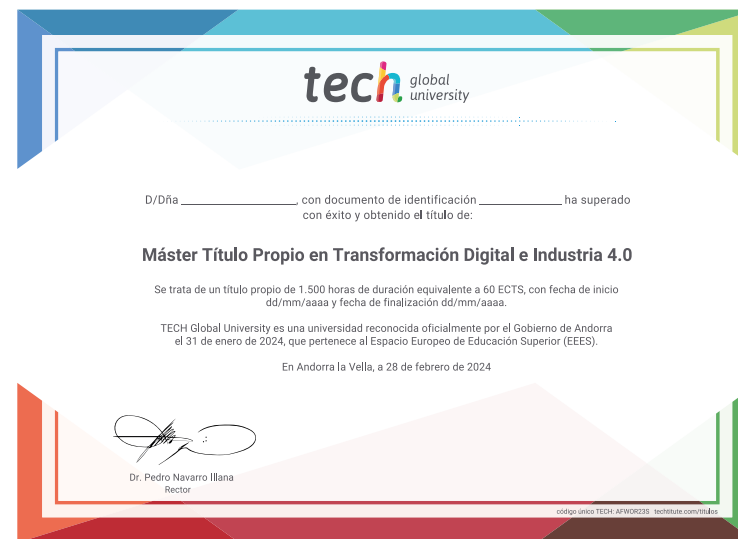 tech global
university
D/Dña ____________________, con documento de identificación ______________ ha superado
con éxito y obtenido el título de:
Máster Título Propio en Transformación Digital e Industria 4.0
Se trata de un título propio de 1.500 horas de duración equivalente a 60 ECTS, con fecha de inicio
dd/mm/aaaa y fecha de finalización dd/mm/aaaa.
TECH Global University es una universidad reconocida oficialmente por el Gobierno de Andorra
el 31 de enero de 2024, que pertenece al Espacio Europeo de Educación Superior (EEES).
En Andorra la Vella, a 28 de febrero de 2024
Dr. Pedro Navarro Illana
Rector
código único TECH: AFWOR23S techtitute.com/titulos